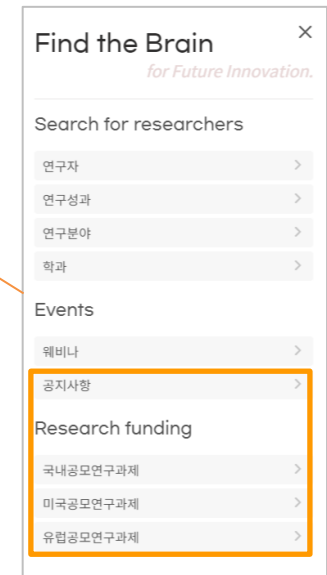 Find the Brain
for Future Innovation.
Search for researchers
연구자
연구성과
연구분야
학과
Events
웨비나
공지사항
Research funding
국내공모연구과제
미국공모연구과제
유럽공모연구과제